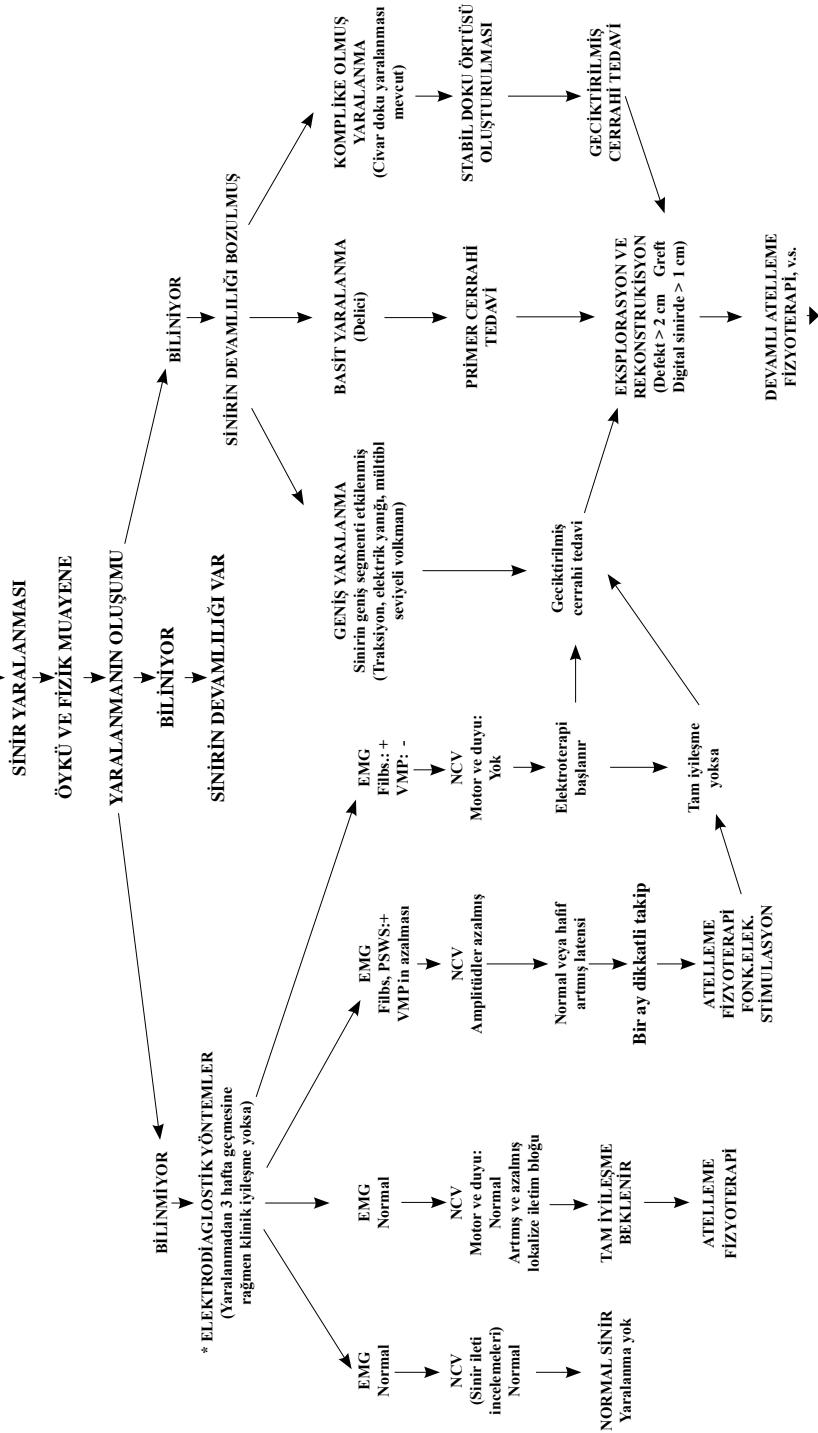 SİNİR YARALANMASI
ÖYKÜ VE FİZİK MUAYENE
YARALANMANIN OLUŞUMU
BİLİNİYOR
SİNİRİN DEVAMLILIĞI VAR
BİLİNMİYOR
* ELEKTRODİAGLOSTİK YÖNTEMLER
(Yaralanmadan 3 hafta geçmesine
rağmen klinik iyileşme yoksa)
EMG
Normal
NCV
(Sinir ileti
incelemeleri)
Normal
NORMAL SİNİR
Yaralanma yok
EMG
Normal
NCV
Motor ve duyu:
Normal
Artmış ve azalmış
lokalize iletim bloğu
TAM İYİLEŞME
BEKLENİR
ATELLEME
FİZYOTERAPİ
EMG
Filbs, PSWS:+
VMP in azalması
NCV
Amplitüdler azalmış
Normal veya hafif
artmış latensi
Bir ay dikkatli takip
ATELLEME
FİZYOTERAPİ
FONK.ELEK.
STİMULASYON
EMG
Filbs.: +
VMP: -
NCV
Motor ve duyu:
Yok
Elektroterapi
başlanır
Tam iyileşme
yoksa
BİLİNİYOR
SİNİRİN DEVAMLILIĞI BOZULMUŞ
GENİŞ YARALANMA
Sinirin geniş segmenti etkilenmiş
(Traksiyon, elektrik yanığı, mültibl
seviyeli volkman)
Geciktirilmiş
cerrahi tedavi
BASİT YARALANMA
(Delici)
PRİMER CERRAHİ
TEDAVİ
EKSPLORASYON VE
REKONSTRUKİSYON
(Defekt > 2 cm Greft
Digital sinirde > 1 cm)
DEVAMLI ATELLEME
FİZYOTERAPİ, v.s.
KOMPLİKE OLMUŞ
YARALANMA
(Civar doku yaralanması
mevcut)
STABİL DOKU ÖRTÜSÜ
OLUŞTURULMASI
GECİKTİRİLMİŞ
CERRAHİ TEDAVİ